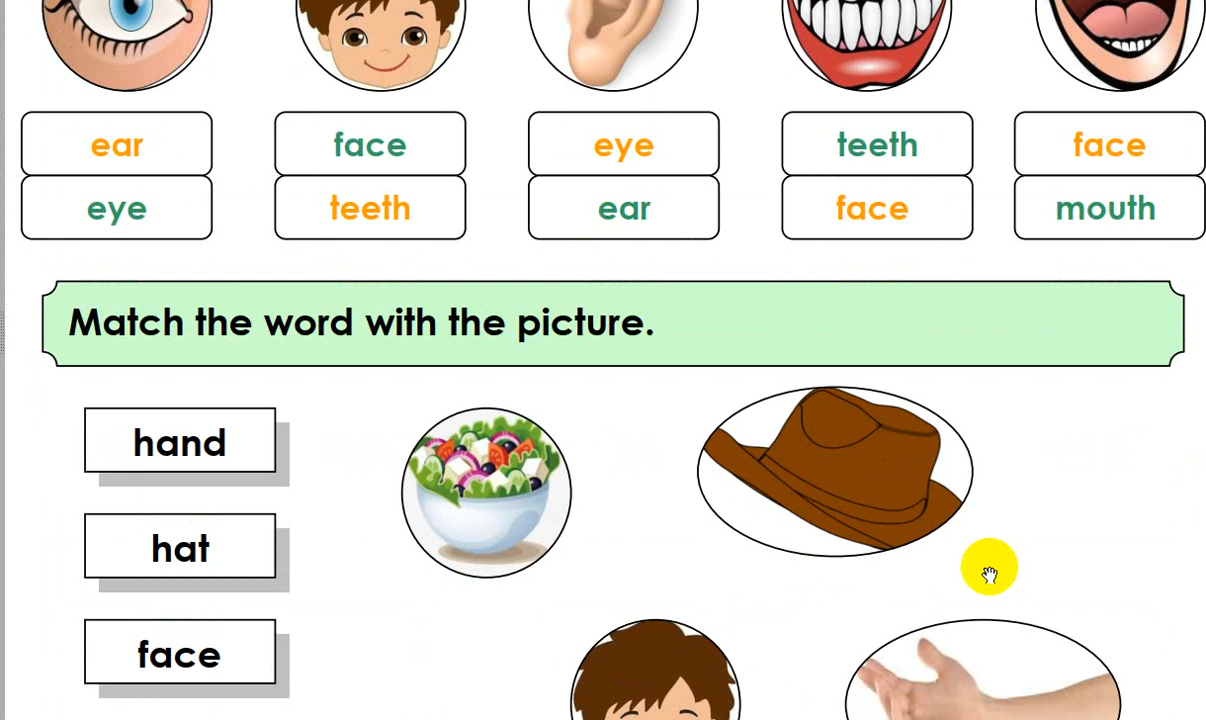 ear
face
eye
teeth
face
eye
teeth
ear
face
mouth
Match the word with the picture.
hand
hat
face